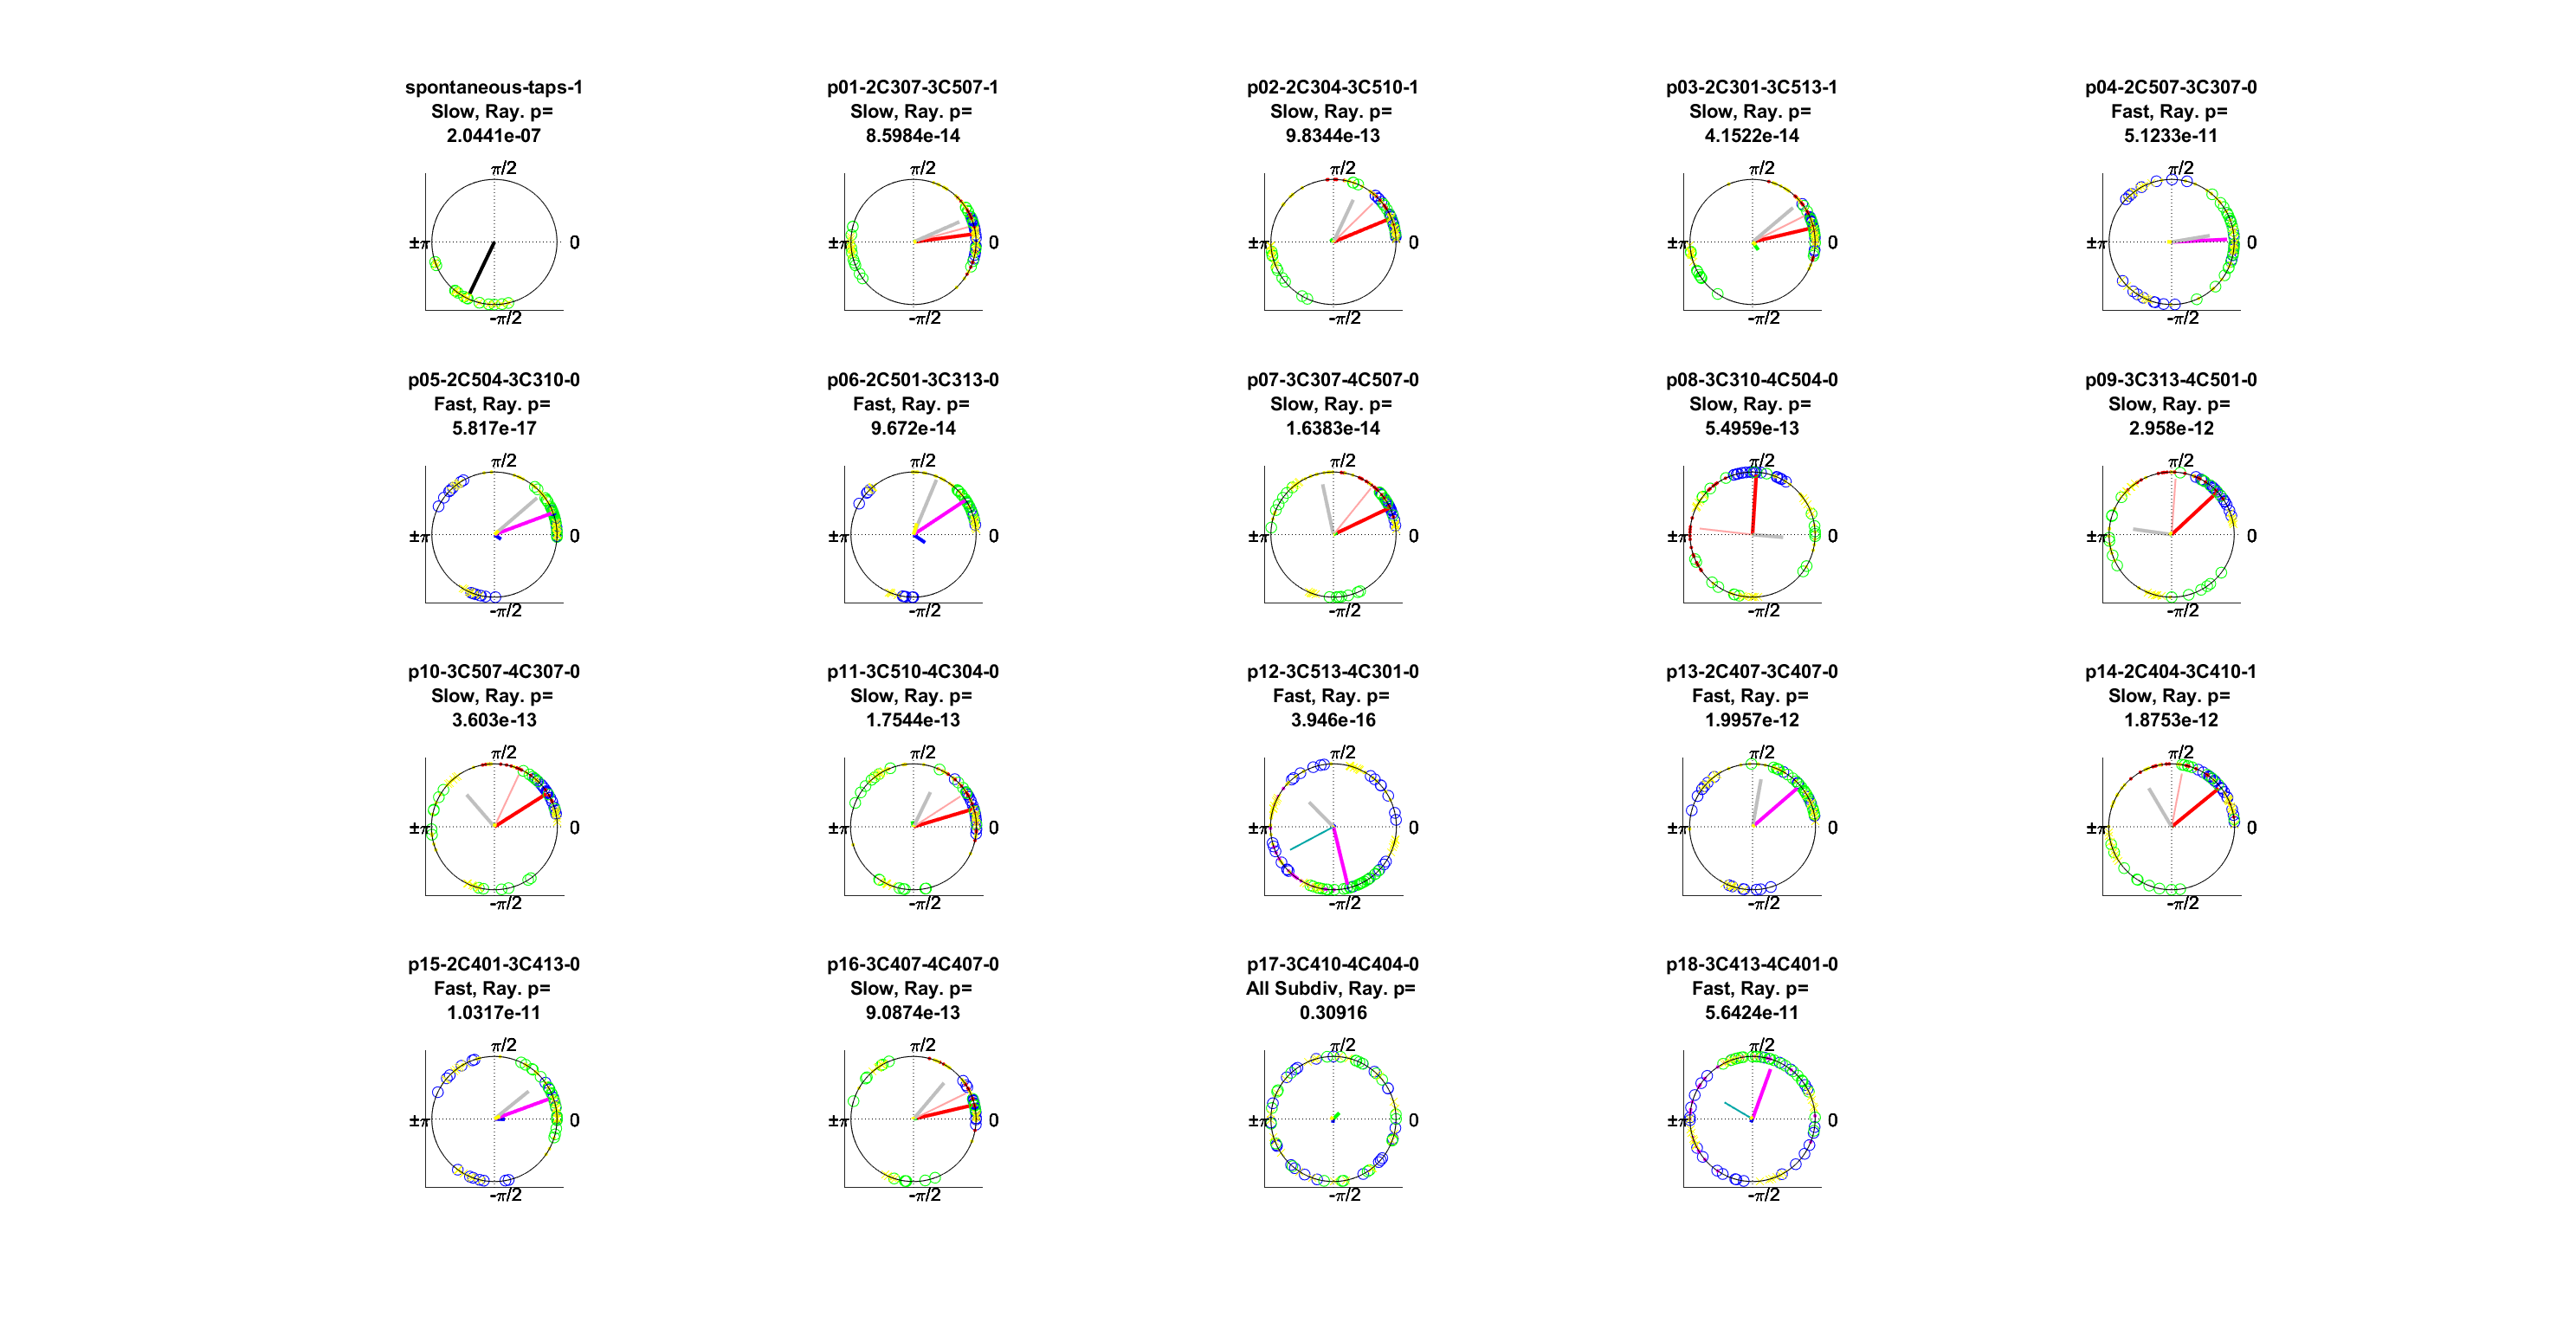 spontaneous-taps-1
Slow, Ray. p=
2.0441e-07
π/2
±π
0
-π/2
p01-2C307-3C507-1
Slow, Ray. p=
8.5984e-14
π/2
±π
0
-π/2
p02-2C304-3C510-1
Slow, Ray. p=
9.8344e-13
π/2
±π
0
-π/2
p03-2C301-3C513-1
Slow, Ray. p=
4.1522e-14
π/2
±π
0
-π/2
p04-2C507-3C307-0
Fast, Ray. p=
5.1233e-11
π/2
±π
0
-π/2
p05-2C504-3C310-0
Fast, Ray. p=
5.817e-17
π/2
±π
0
-π/2
p06-2C501-3C313-0
Fast, Ray. p=
9.672e-14
π/2
±π
0
-π/2
p07-3C307-4C507-0
Slow, Ray. p=
1.6383e-14
π/2
±π
0
-π/2
p08-3C310-4C504-0
Slow, Ray. p=
5.4959e-13
π/2
±π
0
-π/2
p09-3C313-4C501-0
Slow, Ray. p=
2.958e-12
π/2
±π
0
-π/2
p10-3C507-4C307-0
Slow, Ray. p=
3.603e-13
π/2
±π
0
-π/2
p11-3C510-4C304-0
Slow, Ray. p=
1.7544e-13
π/2
±π
0
-π/2
p12-3C513-4C301-0
Fast, Ray. p=
3.946e-16
π/2
±π
0
-π/2
p13-2C407-3C407-0
Fast, Ray. p=
1.9957e-12
π/2
±π
0
-π/2
p14-2C404-3C410-1
Slow, Ray. p=
1.8753e-12
π/2
±π
0
-π/2
p15-2C401-3C413-0
Fast, Ray. p=
1.0317e-11
π/2
±π
0
-π/2
p16-3C407-4C407-0
Slow, Ray. p=
9.0874e-13
π/2
±π
0
-π/2
p17-3C410-4C404-0
All Subdiv, Ray. p=
0.30916
π/2
±π
0
-π/2
p18-3C413-4C401-0
Fast, Ray. p=
5.6424e-11
π/2
±π
0
-π/2